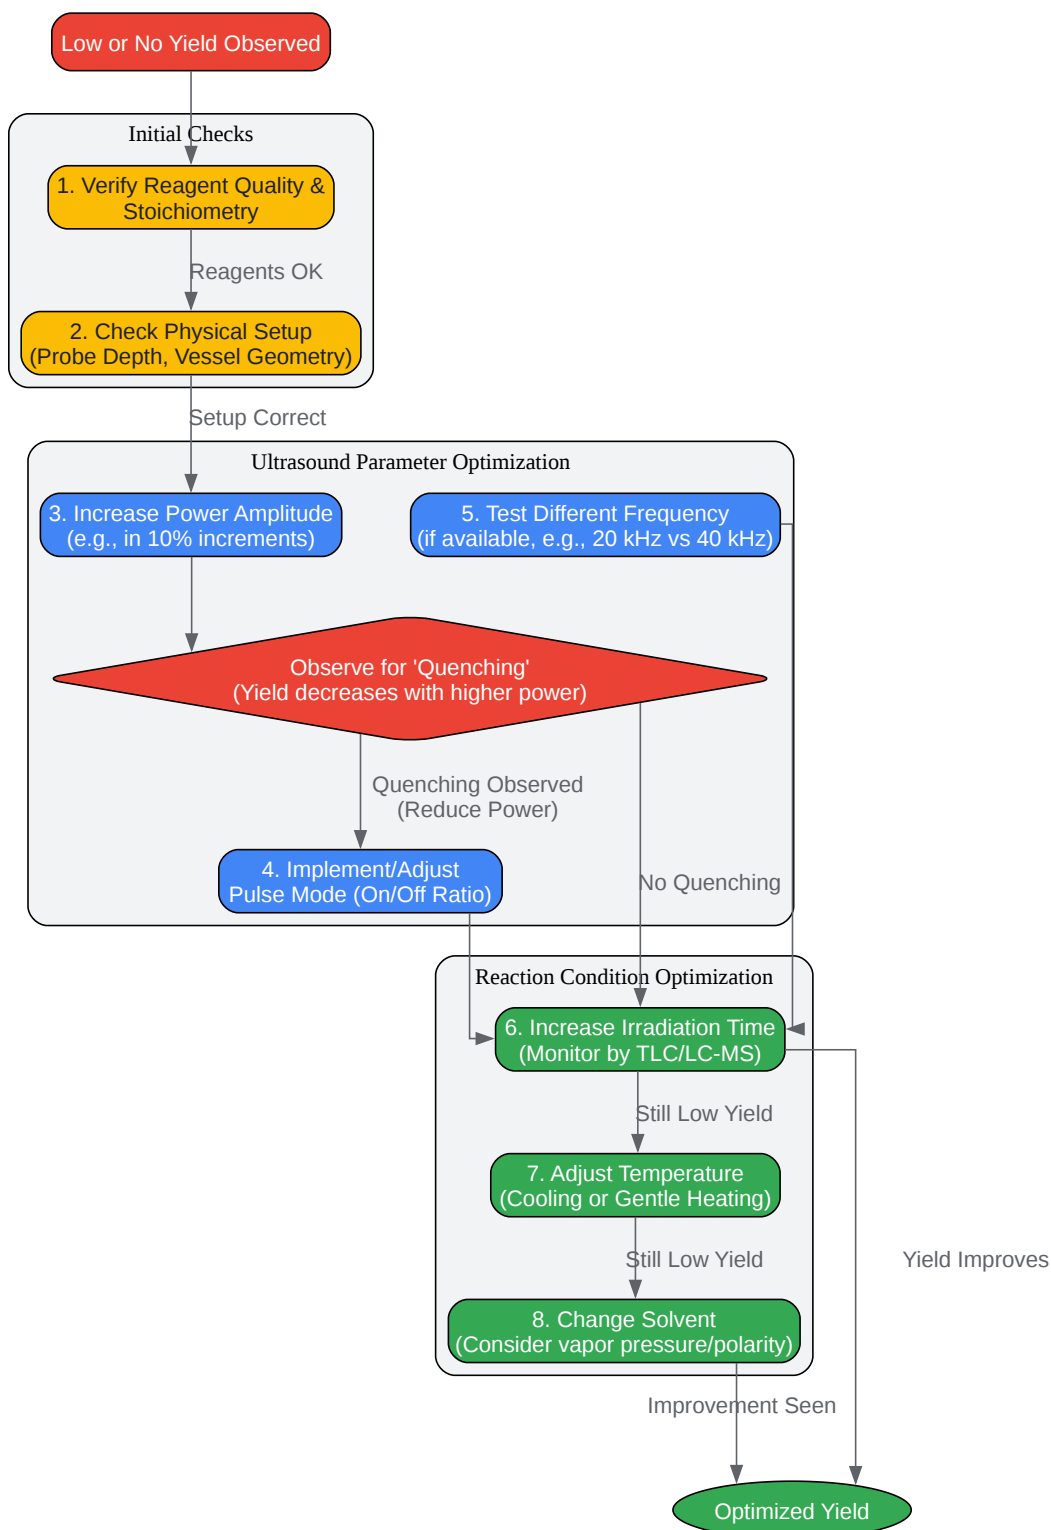 Low or No Yield Observed
Initial Checks
1. Verify Reagent Quality &
Stoichiometry
Reagents OK
2. Check Physical Setup
(Probe Depth, Vessel Geometry)
Setup Correct
Ultrasound Parameter Optimization
3. Increase Power Amplitude
(e.g., in 10% increments)
5. Test Different Frequency
(if available, e.g., 20 kHz vs 40 kHz)
Observe for 'Quenching'
(Yield decreases with higher power)
Quenching Observed
(Reduce Power)
4. Implement/Adjust
Pulse Mode (On/Off Ratio)
No Quenching
Reaction Condition Optimization
6. Increase Irradiation Time
(Monitor by TLC/LC-MS)
Still Low Yield
7. Adjust Temperature
(Cooling or Gentle Heating)
Still Low Yield
Yield Improves
8. Change Solvent
(Consider vapor pressure/polarity)
Improvement Seen
Optimized Yield